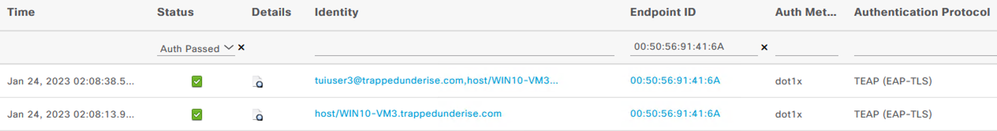 Time Status Details Identity Endpoint ID Auth Met... Authentication Protocol
Auth Passed 00:50:56:91:41:6A
Jan 24, 2023 02:08:38.5... tuiuser3@trappedunderise.com,host/WIN10-VM3... 00:50:56:91:41:6A dot1x TEAP (EAP-TLS)
Jan 24, 2023 02:08:13.9... host/WIN10-VM3.trappedunderise.com 00:50:56:91:41:6A dot1x TEAP (EAP-TLS)